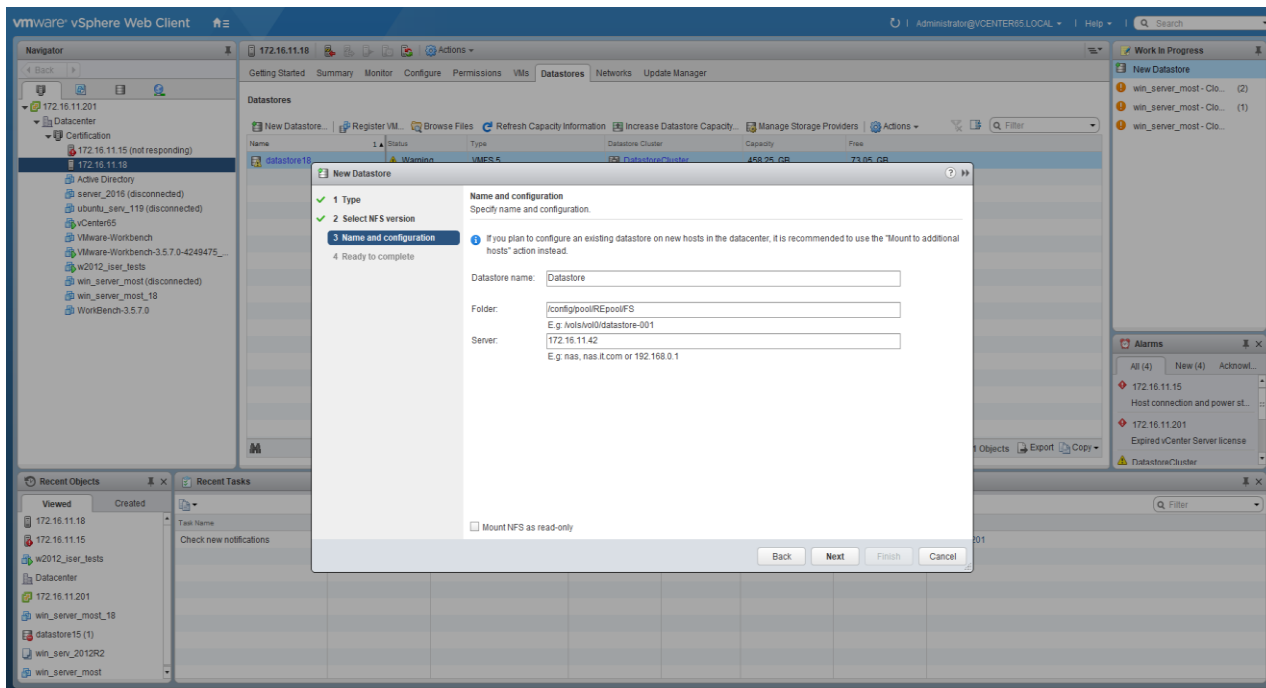 vmware® vSphere Web Client
Administrator@VCENTER65.LOCAL
Help
Search
Navigator
Back
172.16.11.201
Datacenter
Certification
172.16.11.15 (not responding)
172.16.11.18
Active Directory
server_2016 (disconnected)
ubuntu_serv_119 (disconnected)
vCenter65
VMware-Workbench
VMware-Workbench-3.5.7.0-4249475_...
w2012_iser_tests
win_server_most (disconnected)
win_server_most_18
WorkBench-3.5.7.0
172.16.11.18 Actions
Getting Started Summary Monitor Configure Permissions VMs Datastores Networks Update Manager
Datastores
New Datastore... Register VM... Browse Files Refresh Capacity Information Increase Datastore Capacity... Manage Storage Providers Actions Filter
Name 1 Status Type Datastore Cluster Capacity Free
datastore18 Warning VMFS 5 DatastoreCluster 458.25 GB 73.05 GB
1 Objects Export Copy
New Datastore
1 Type
2 Select NFS version
3 Name and configuration
4 Ready to complete
Name and configuration
Specify name and configuration.
If you plan to configure an existing datastore on new hosts in the datacenter, it is recommended to use the "Mount to additional
hosts" action instead.
Datastore name: Datastore
Folder: /config/pool/REpool/FS
E.g: /vols/vol0/datastore-001
Server: 172.16.11.42
E.g: nas, nas.it.com or 192.168.0.1
Mount NFS as read-only
Back Next Finish Cancel
Work In Progress
New Datastore
win_server_most - Clo... (2)
win_server_most - Clo... (1)
win_server_most - Clo...
Alarms
All (4) New (4) Acknowl...
172.16.11.15
Host connection and power st...
172.16.11.201
Expired vCenter Server license
DatastoreCluster
Recent Objects
Viewed Created
172.16.11.18
172.16.11.15
w2012_iser_tests
Datacenter
172.16.11.201
win_server_most_18
datastore15 (1)
win_serv_2012R2
win_server_most
Recent Tasks
Filter
Task Name
Check new notifications